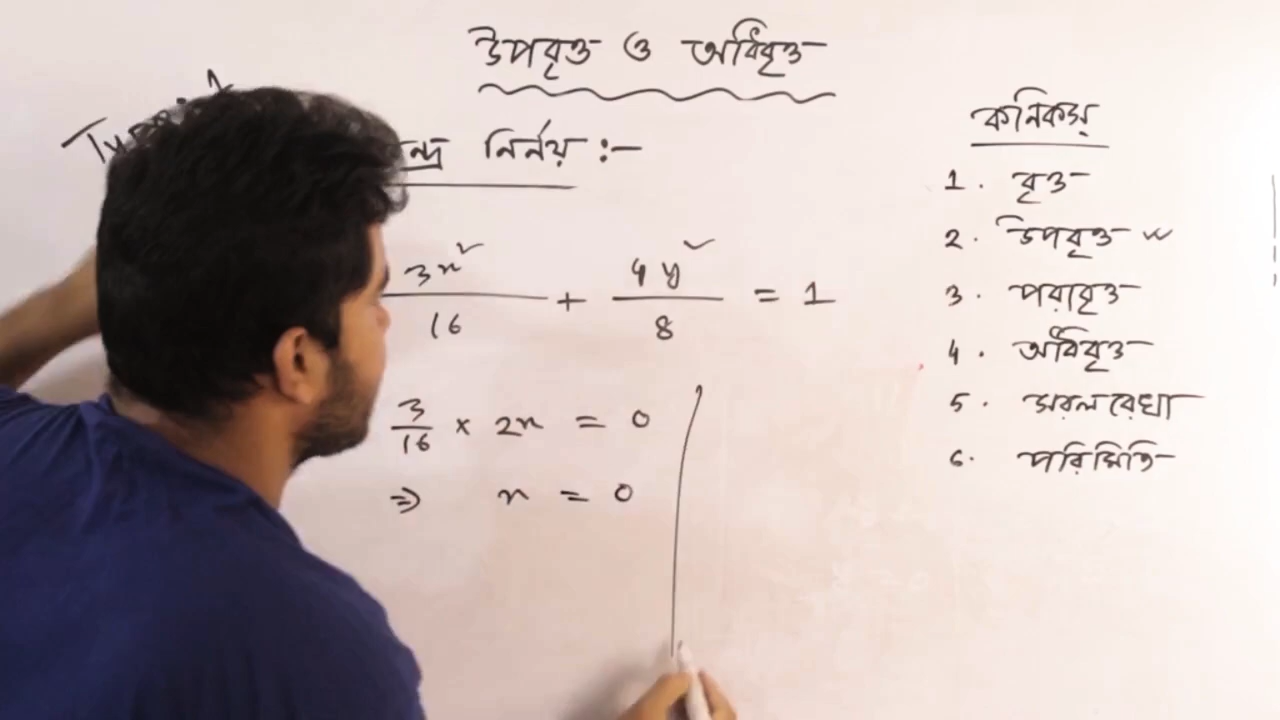 উপবৃত্ত ও অধিবৃত্ত
নির্নয় :-
3x² / 16 + 4y² / 8 = 1
3/16 × 2x = 0
⇒ x = 0
কনিকস্
1. বৃত্ত
2. উপবৃত্ত
3. পরাবৃত্ত
4. অধিবৃত্ত
5. সরলরেখা
6. পরিমিতি